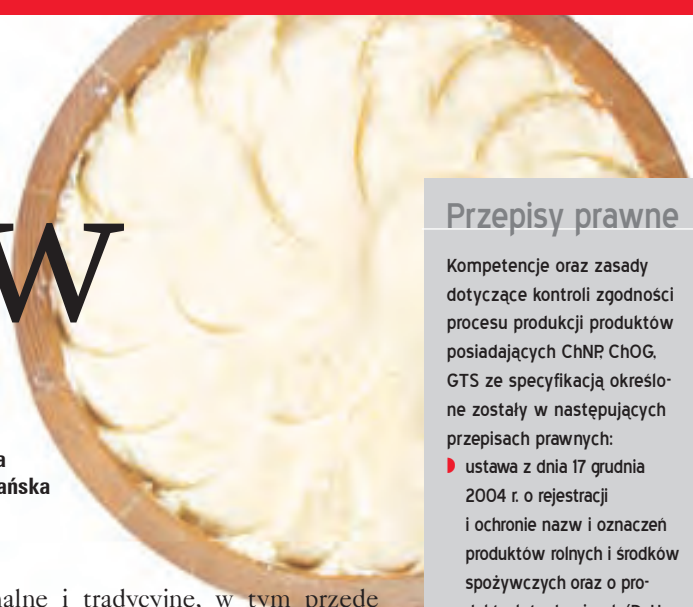 w
a
ańska
nalne i tradycyjne, w tym przede
Przepisy prawne
Kompetencje oraz zasady
dotyczące kontroli zgodności
procesu produkcji produktów
posiadających ChNP, ChOG,
GTS ze specyfikacją określo-
ne zostały w następujących
przepisach prawnych:
ustawa z dnia 17 grudnia
2004 r. o rejestracji
i ochronie nazw i oznaczeń
produktów rolnych i środków
spożywczych oraz o pro-